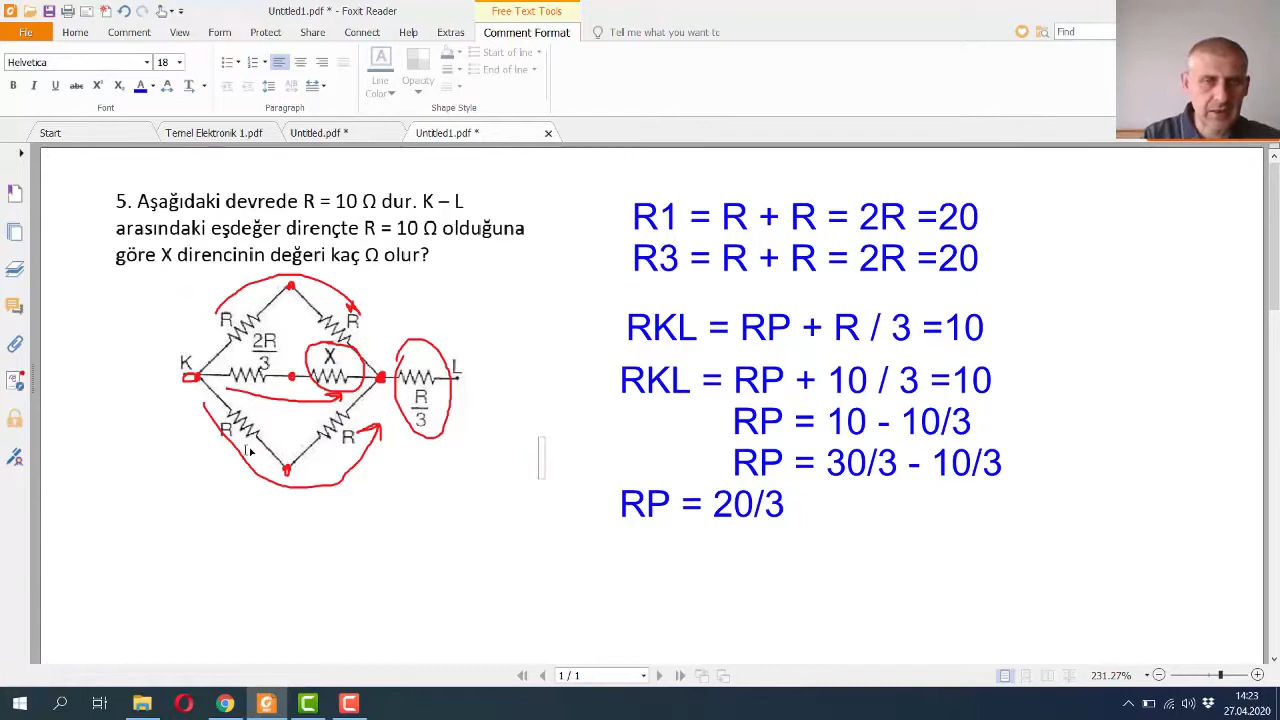 Untitled1.pdf * - Foxit Reader
Free Text Tools
File
Home
Comment
View
Form
Protect
Share
Connect
Help
Extras
Comment Format
Tell me what you want tc
Find
Helvetica
18
Line Color
Opacity
Start of line
End of line
Font
Paragraph
Shape Style
Start
Temel Elektronik 1.pdf
Untitled.pdf *
Untitled1.pdf *
5. Aşağıdaki devrede R = 10 Ω dur. K – L
arasındaki eşdeğer dirençte R = 10 Ω olduğuna
göre X direncinin değeri kaç Ω olur?
R
R
2R
3
X
K
L
R
3
R
R
R1 = R + R = 2R =20
R3 = R + R = 2R =20
RKL = RP + R / 3 =10
RKL = RP + 10 / 3 =10
RP = 10 - 10/3
RP = 30/3 - 10/3
RP = 20/3
1 / 1
231.27%
14:23
27.04.2020